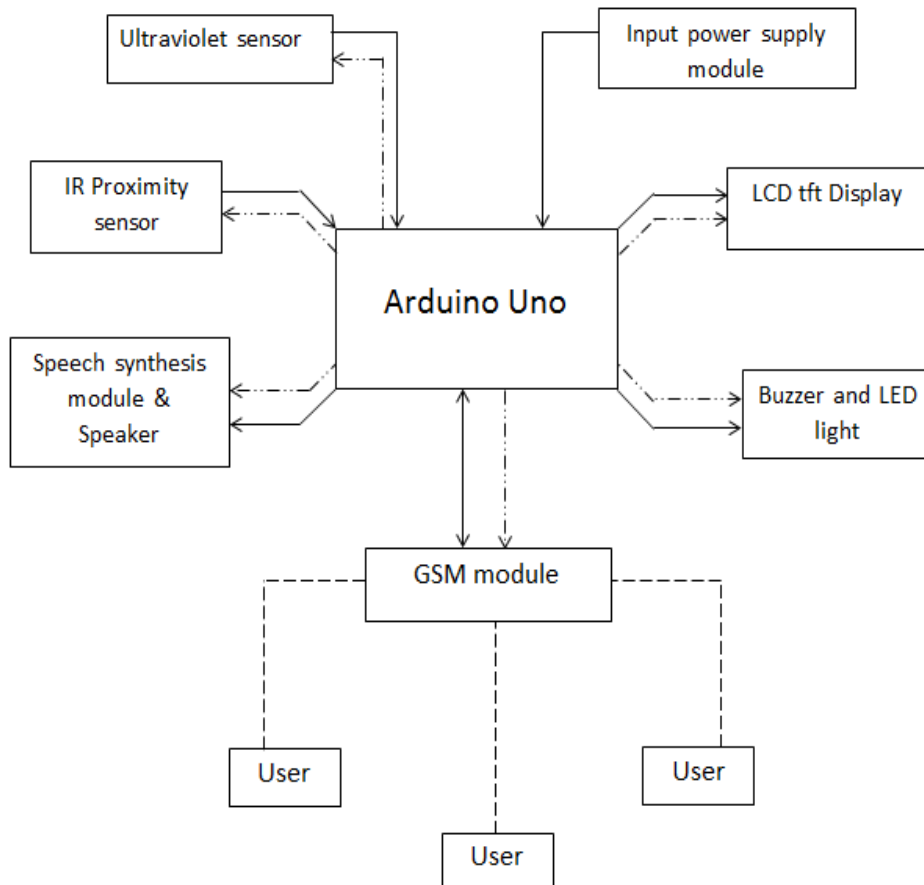 Ultraviolet sensor
Input power supply
module
IR Proximity
sensor
LCD tft Display
Arduino Uno
Speech synthesis
module &
Speaker
Buzzer and LED
light
GSM module
User
User
User